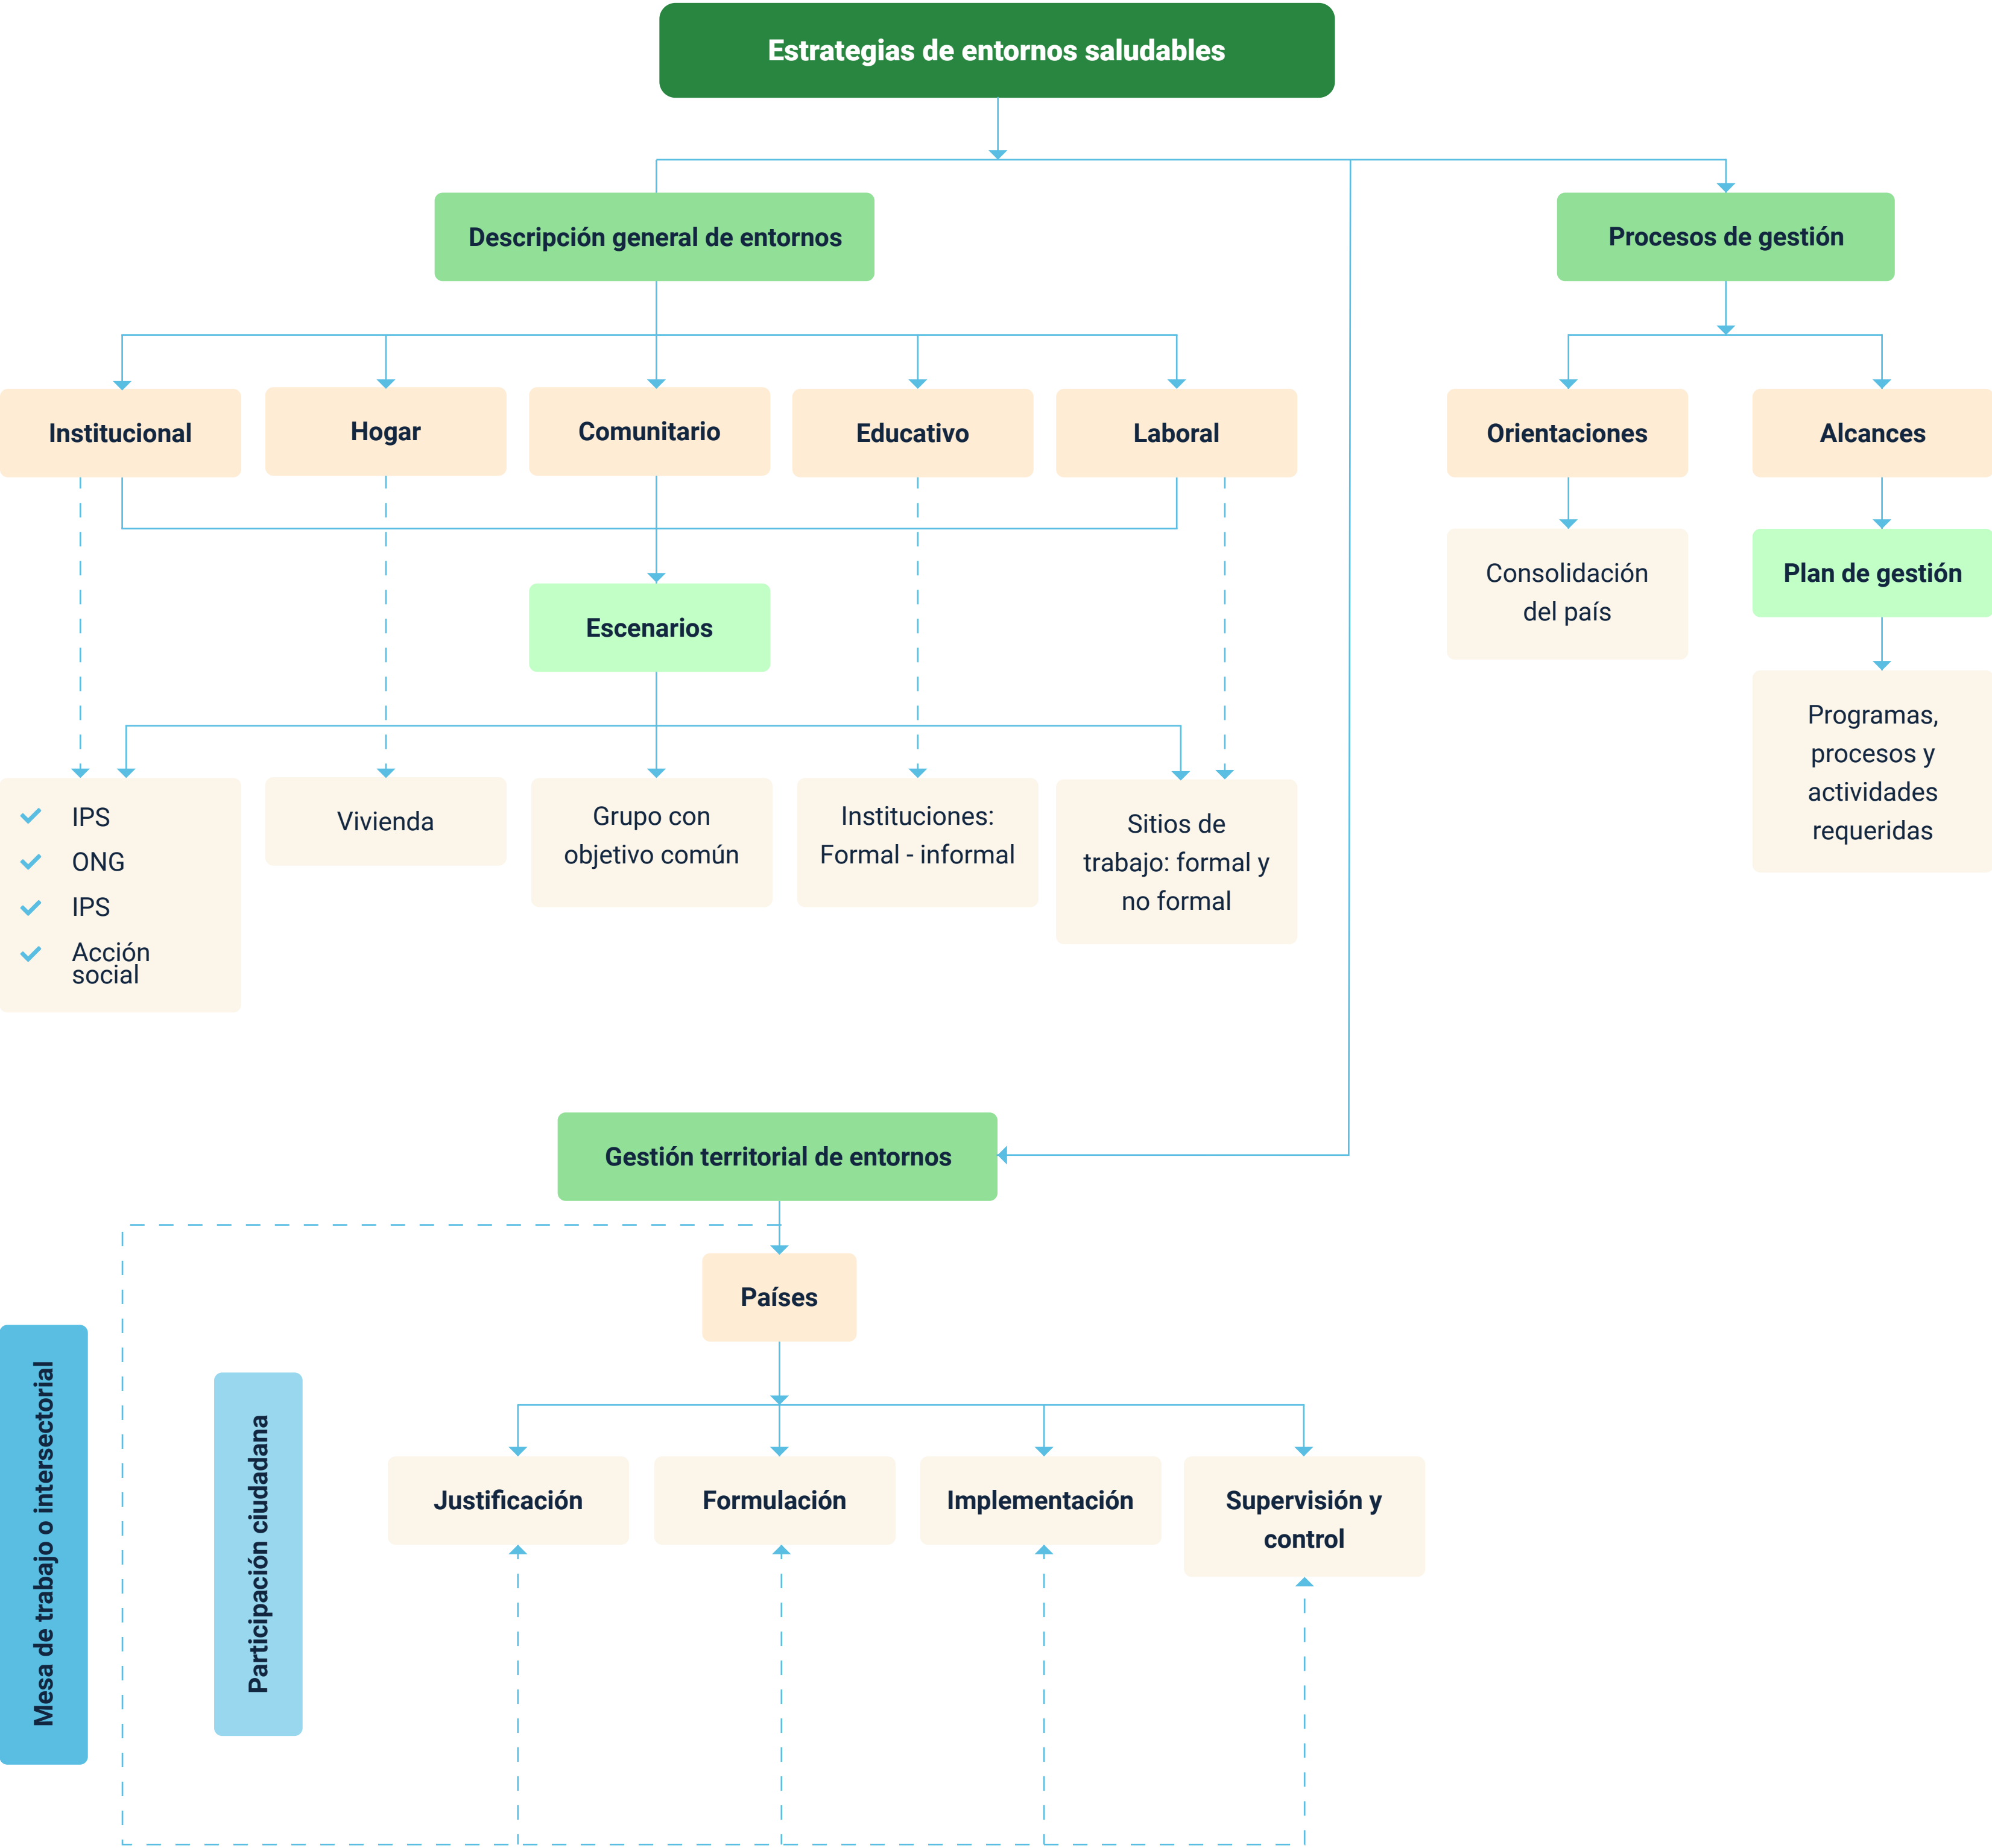 Estrategias de entornos saludables
Descripción general de entornos
Procesos de gestión
Institucional
Hogar
Comunitario
Educativo
Laboral
Orientaciones
Alcances
Consolidación
del país
Plan de gestión
Escenarios
Programas,
procesos y
actividades
requeridas
IPS
ONG
IPS
Acción
social
Vivienda
Grupo con
objetivo común
Instituciones:
Formal - informal
Sitios de
trabajo: formal y
no formal
Gestión territorial de entornos
Países
Mesa de trabajo o intersectorial
Participación ciudadana
Justificación
Formulación
Implementación
Supervisión y
control